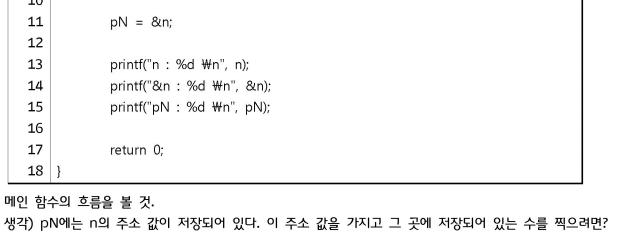 10
11 pN = &n;
12
13 printf("n : %d ₩n", n);
14 printf("&n : %d ₩n", &n);
15 printf("pN : %d ₩n", pN);
16
17 return 0;
18 }
메인 함수의 흐름을 볼 것.
생각) pN에는 n의 주소 값이 저장되어 있다. 이 주소 값을 가지고 그 곳에 저장되어 있는 수를 찍으려면?